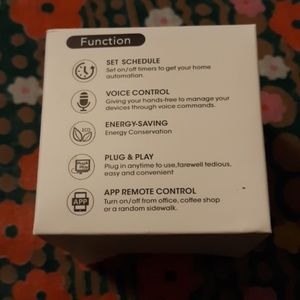 Function
SET SCHEDULE
Set on/off timers to get your home
automation.
VOICE CONTROL
Giving your hands-free to manage your
devices through voice commands.
ENERGY-SAVING
Energy Conservation
PLUG & PLAY
Plug in anytime to use,farewell tedious.
easy and convenient
APP
APP REMOTE CONTROL
Turn on/off from office, coffee shop
or a random sidewalk.